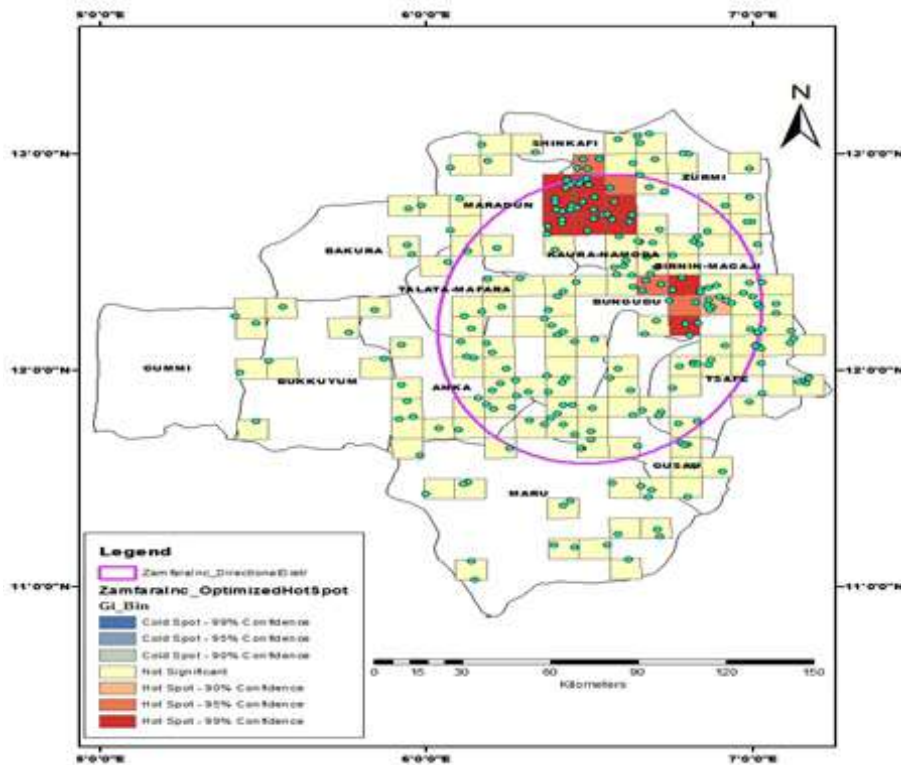 5°0'0"E 6°0'0"E 7°0'0"E
N
13°0'0"N 13°0'0"N
SHINKAFI
ZURMI
MARADUN
BAKURA
KAURA-NAMODA
BIRNIN-MAGAJI
TALATA-MAFARA
BUNGUDU
12°0'0"N 12°0'0"N
GUMMI
BUKKUYUM
ANKA
TSAFE
GUSAU
MARU
Legend
ZamfaraInc_DirectionalDistri
ZamfaraInc_OptimizedHotSpot
Gi_Bin
Cold Spot - 99% Confidence
Cold Spot - 95% Confidence
Cold Spot - 90% Confidence
Not Significant
Hot Spot - 90% Confidence
Hot Spot - 95% Confidence
Hot Spot - 99% Confidence
11°0'0"N 11°0'0"N
0 15 30 60 90 120 150
Kilometers
5°0'0"E 6°0'0"E 7°0'0"E